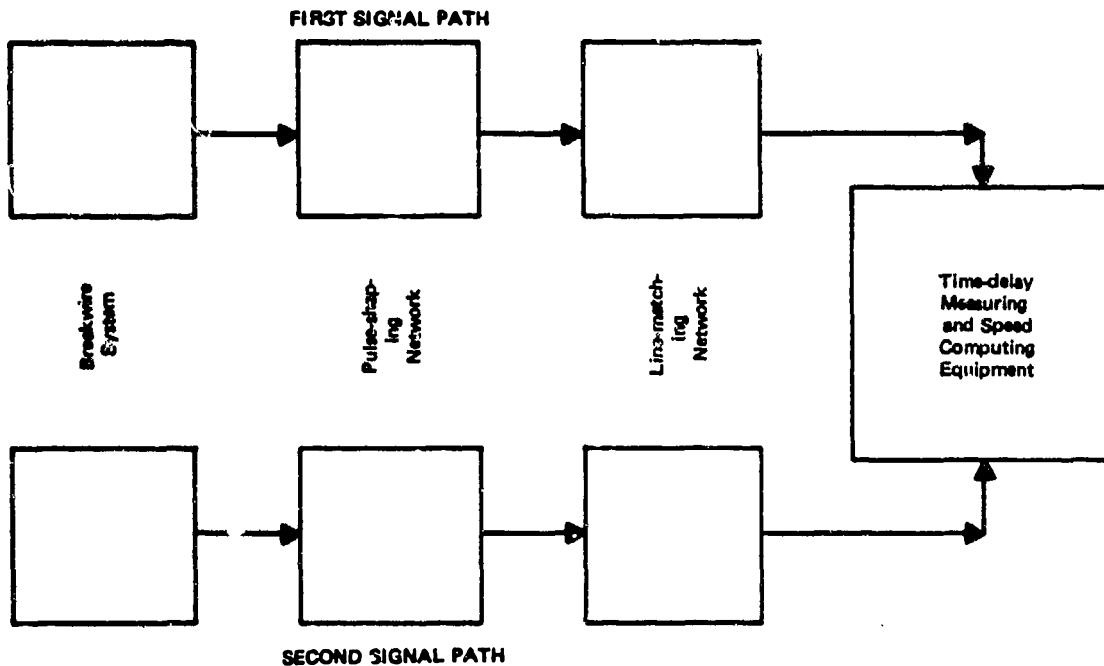 FIRST SIGNAL PATH
Breakwire
System
Pulse-shap-
ing
Network
Line-match-
ing
Network
Time-delay
Measuring
and Speed
Computing
Equipment
SECOND SIGNAL PATH